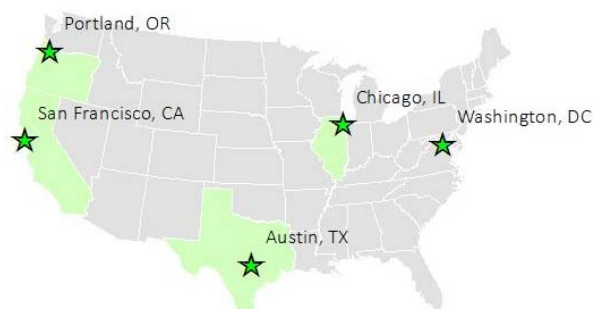 Portland, OR
Chicago, IL
San Francisco, CA
Washington, DC
Austin, TX